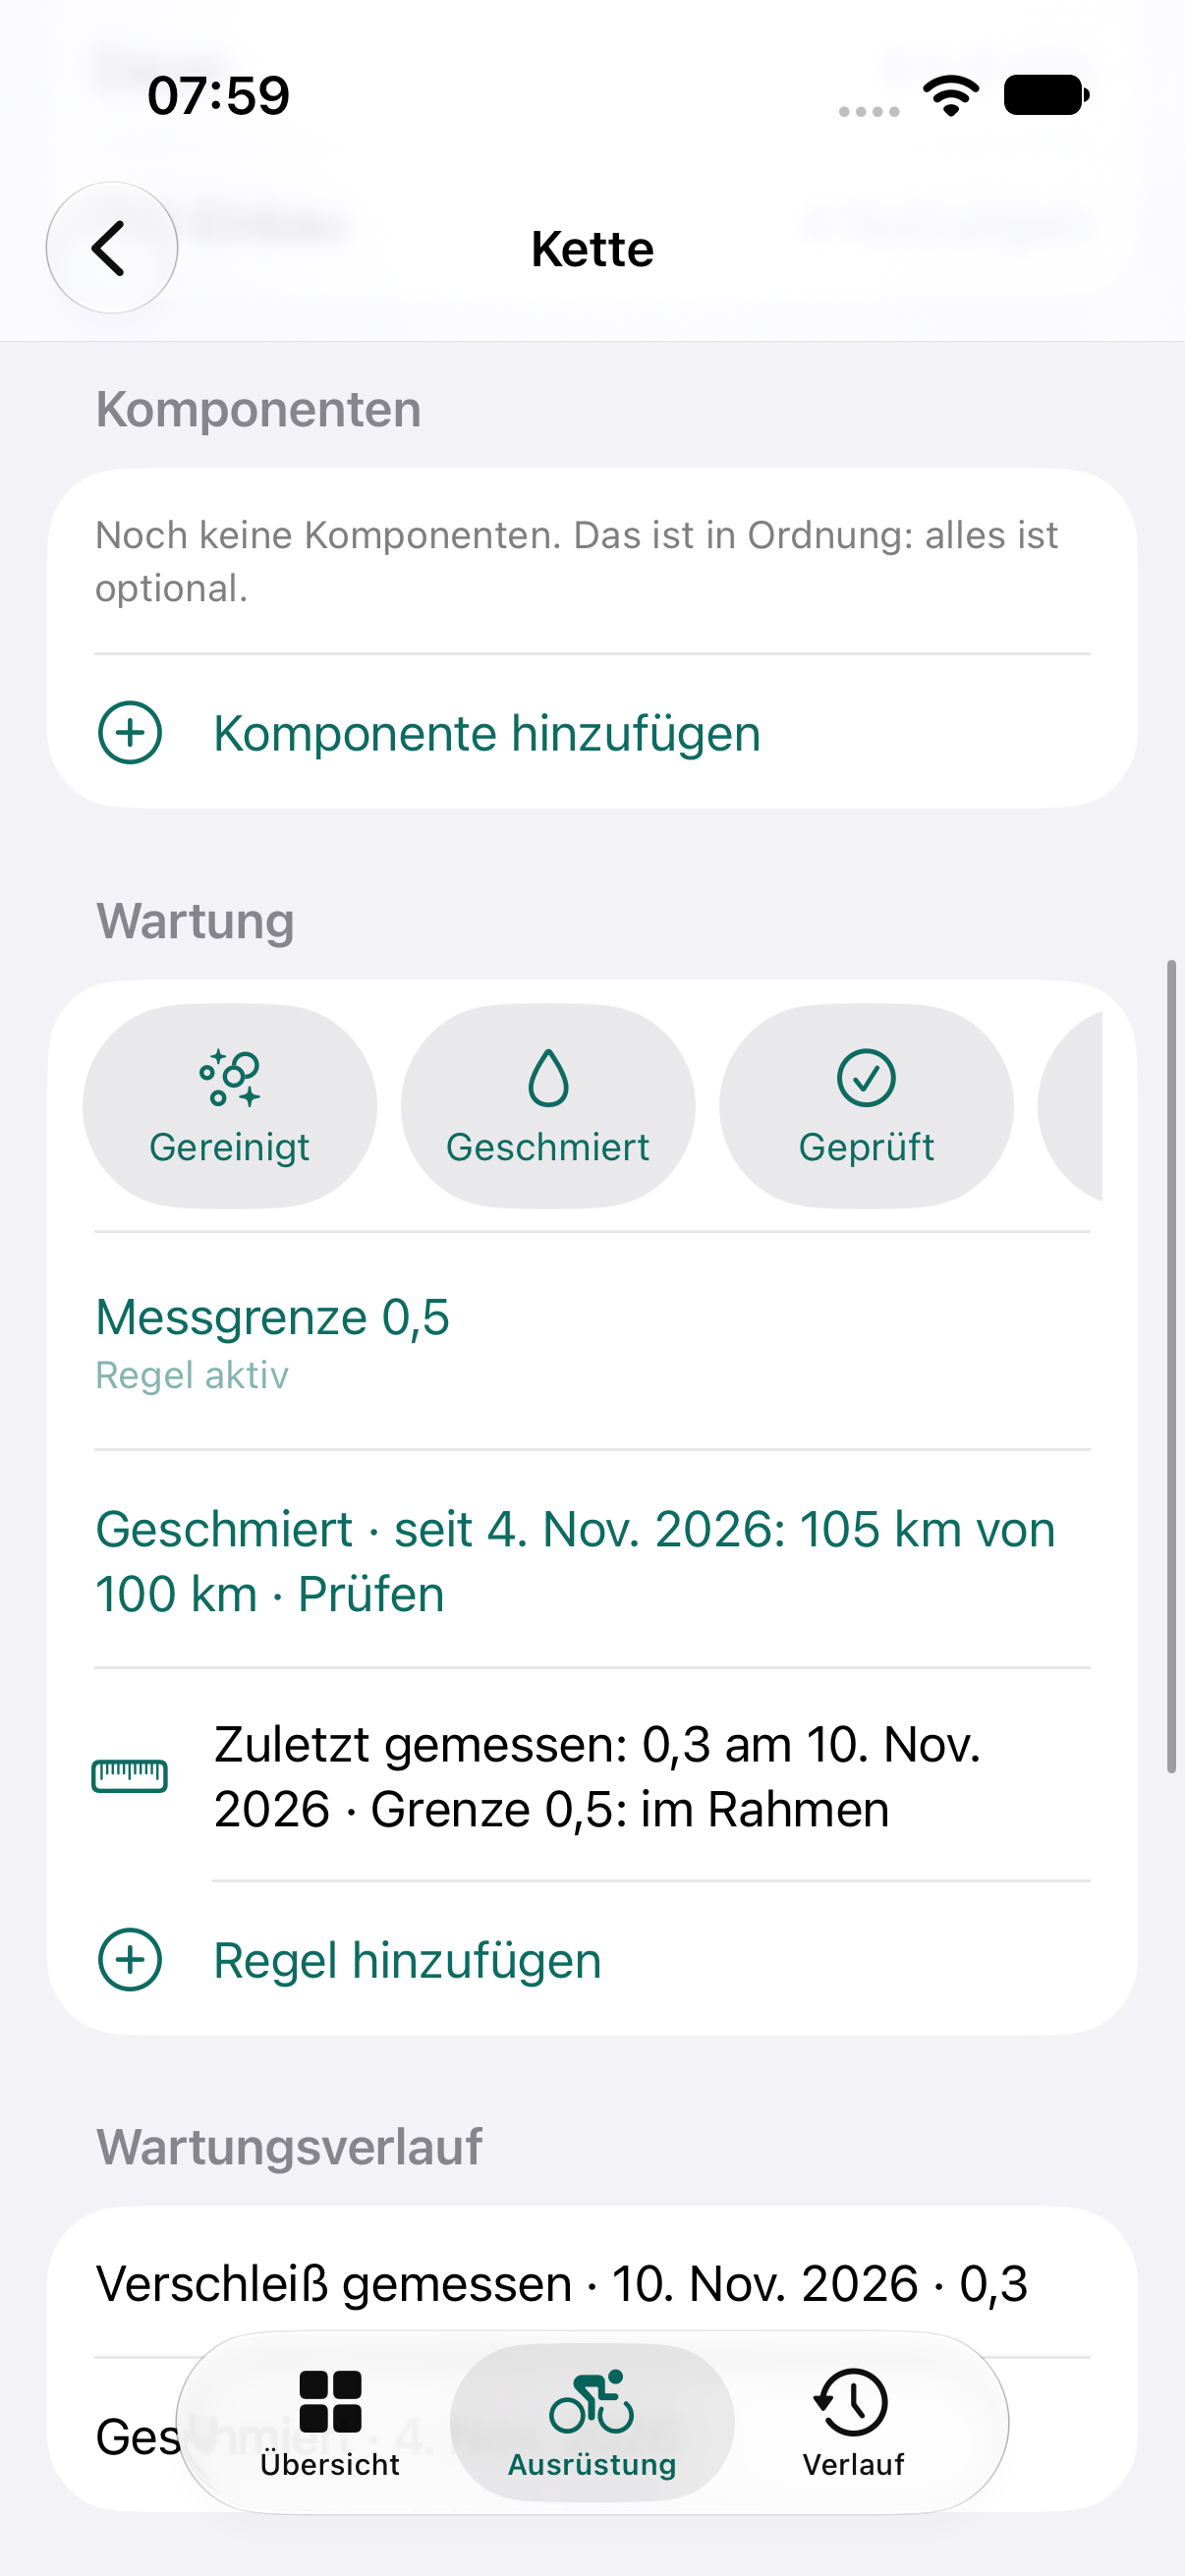 07:59
Kette
Komponenten
Noch keine Komponenten. Das ist in Ordnung: alles ist
optional.
Komponente hinzufügen
Wartung
Gereinigt
Geschmiert
Geprüft
Messgrenze 0,5
Regel aktiv
Geschmiert · seit 4. Nov. 2026: 105 km von
100 km · Prüfen
Zuletzt gemessen: 0,3 am 10. Nov.
2026 · Grenze 0,5: im Rahmen
Regel hinzufügen
Wartungsverlauf
Verschleiß gemessen · 10. Nov. 2026 · 0,3
Geschmiert · 4.
Übersicht
Ausrüstung
Verlauf